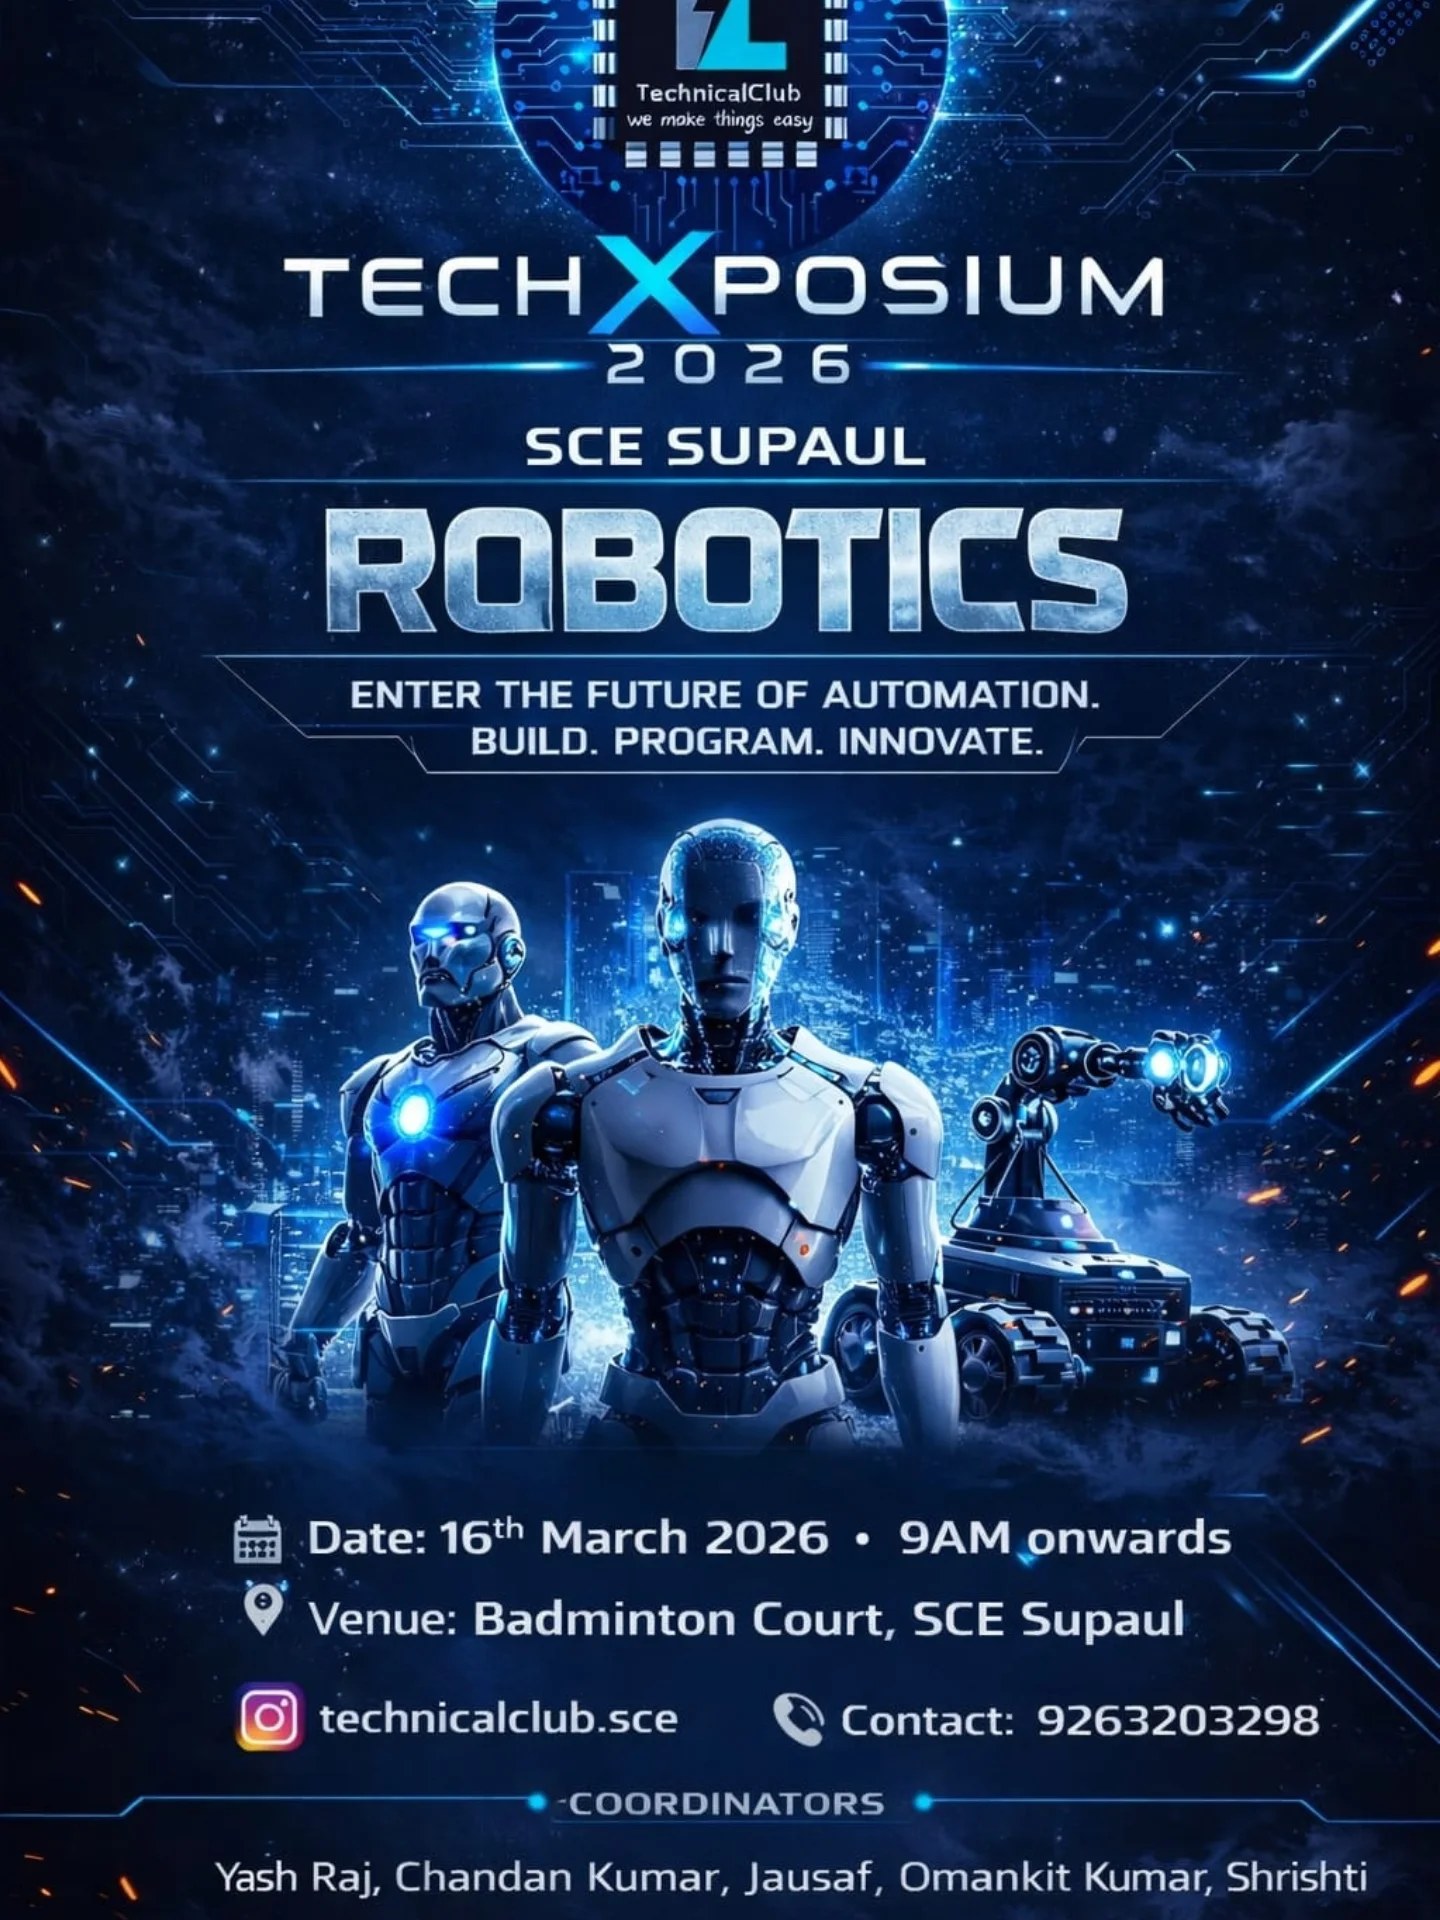 TechnicalClub
we make things easy
TECHXPOSIUM
2026
SCE SUPAUL
ROBOTICS
ENTER THE FUTURE OF AUTOMATION.
BUILD. PROGRAM. INNOVATE.
Date: 16th March 2026 • 9AM onwards
Venue: Badminton Court, SCE Supaul
technicalclub.sce Contact: 9263203298
COORDINATORS
Yash Raj, Chandan Kumar, Jausaf, Omankit Kumar, Shrishti